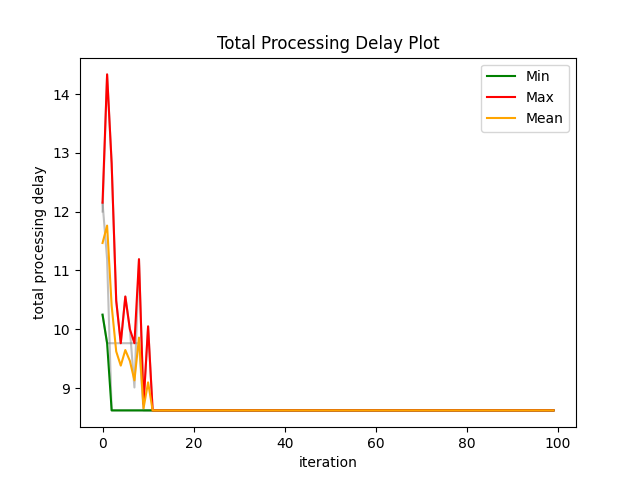 Total Processing Delay Plot
Min
Max
Mean
total processing delay
14
13
12
11
10
9
0 20 40 60 80 100
iteration